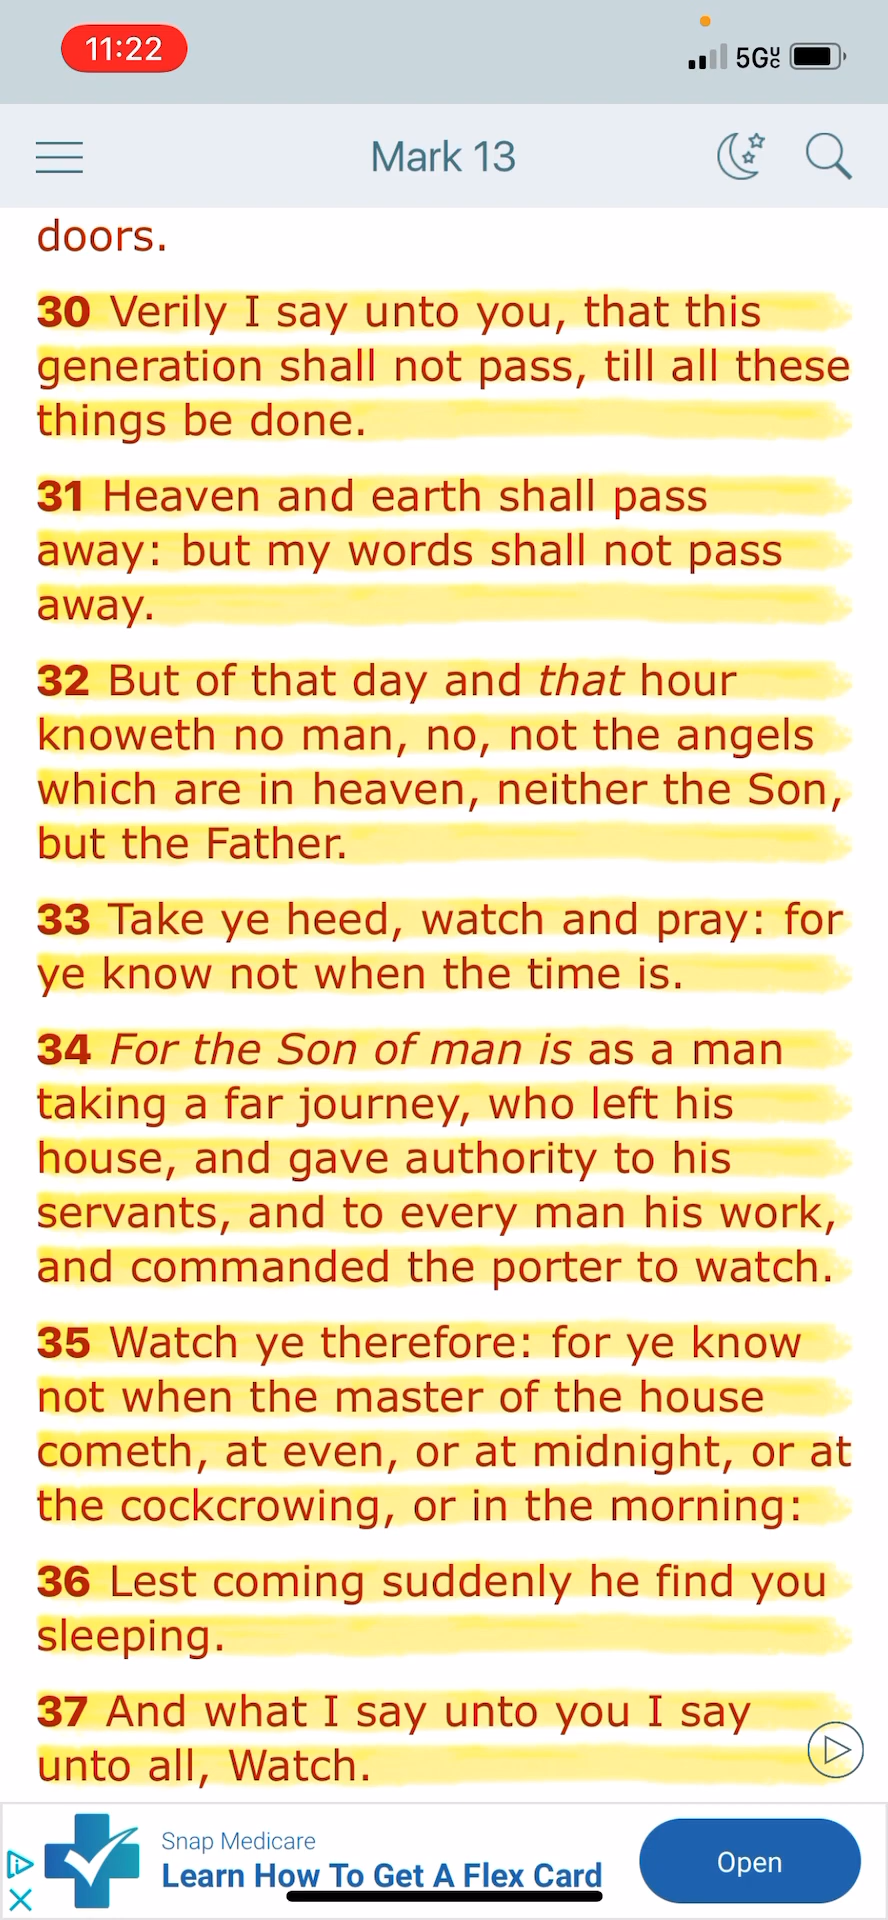 11:22
5G UC
Mark 13
doors.
30 Verily I say unto you, that this
generation shall not pass, till all these
things be done.
31 Heaven and earth shall pass
away: but my words shall not pass
away.
32 But of that day and that hour
knoweth no man, no, not the angels
which are in heaven, neither the Son,
but the Father.
33 Take ye heed, watch and pray: for
ye know not when the time is.
34 For the Son of man is as a man
taking a far journey, who left his
house, and gave authority to his
servants, and to every man his work,
and commanded the porter to watch.
35 Watch ye therefore: for ye know
not when the master of the house
cometh, at even, or at midnight, or at
the cockcrowing, or in the morning:
36 Lest coming suddenly he find you
sleeping.
37 And what I say unto you I say
unto all, Watch.
Snap Medicare
Learn How To Get A Flex Card
Open